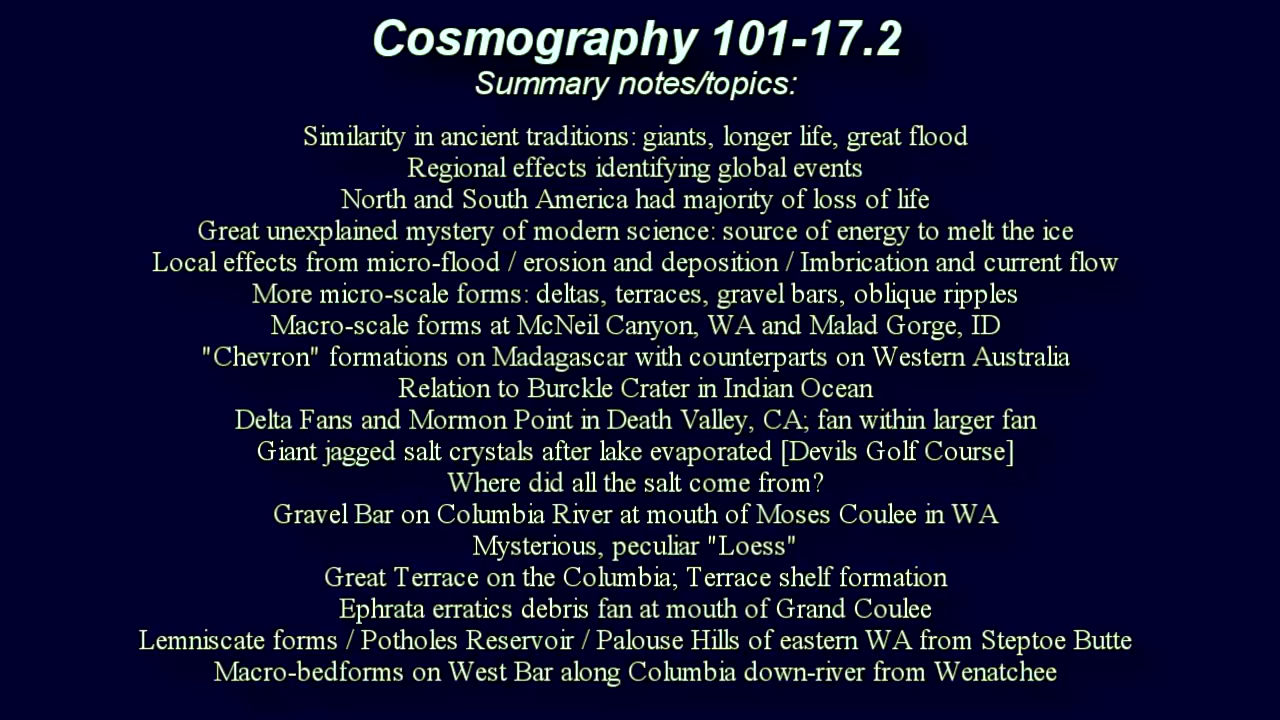 Cosmography 101-17.2
Summary notes/topics:
Similarity in ancient traditions: giants, longer life, great flood
Regional effects identifying global events
North and South America had majority of loss of life
Great unexplained mystery of modern science: source of energy to melt the ice
Local effects from micro-flood / erosion and deposition / Imbrication and current flow
More micro-scale forms: deltas, terraces, gravel bars, oblique ripples
Macro-scale forms at McNeil Canyon, WA and Malad Gorge, ID
"Chevron" formations on Madagascar with counterparts on Western Australia
Relation to Burckle Crater in Indian Ocean
Delta Fans and Mormon Point in Death Valley, CA; fan within larger fan
Giant jagged salt crystals after lake evaporated [Devils Golf Course]
Where did all the salt come from?
Gravel Bar on Columbia River at mouth of Moses Coulee in WA
Mysterious, peculiar "Loess"
Great Terrace on the Columbia; Terrace shelf formation
Ephrata erratics debris fan at mouth of Grand Coulee
Lemniscate forms / Potholes Reservoir / Palouse Hills of eastern WA from Steptoe Butte
Macro-bedforms on West Bar along Columbia down-river from Wenatchee